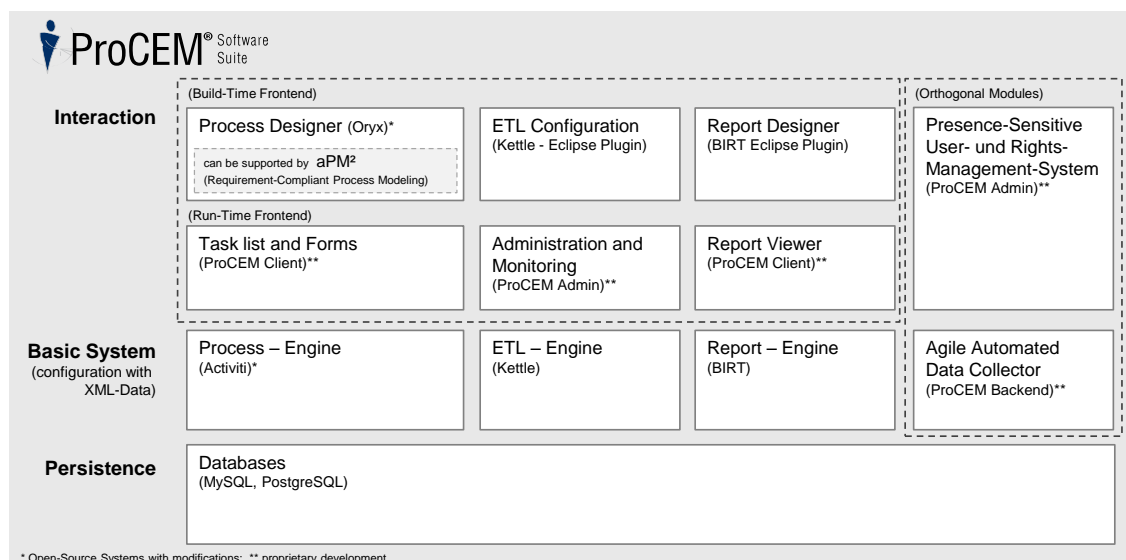 ProCEM® Software
Suite
(Build-Time Frontend)
(Orthogonal Modules)
Interaction
Process Designer (Oryx)*
can be supported by aPM²
(Requirement-Compliant Process Modeling)
ETL Configuration
(Kettle - Eclipse Plugin)
Report Designer
(BIRT Eclipse Plugin)
Presence-Sensitive
User- und Rights-
Management-System
(ProCEM Admin)**
(Run-Time Frontend)
Task list and Forms
(ProCEM Client)**
Administration and
Monitoring
(ProCEM Admin)**
Report Viewer
(ProCEM Client)**
Basic System
(configuration with
XML-Data)
Process – Engine
(Activiti)*
ETL – Engine
(Kettle)
Report – Engine
(BIRT)
Agile Automated
Data Collector
(ProCEM Backend)**
Persistence
Databases
(MySQL, PostgreSQL)
* Open-Source Systems with modifications; ** proprietary development